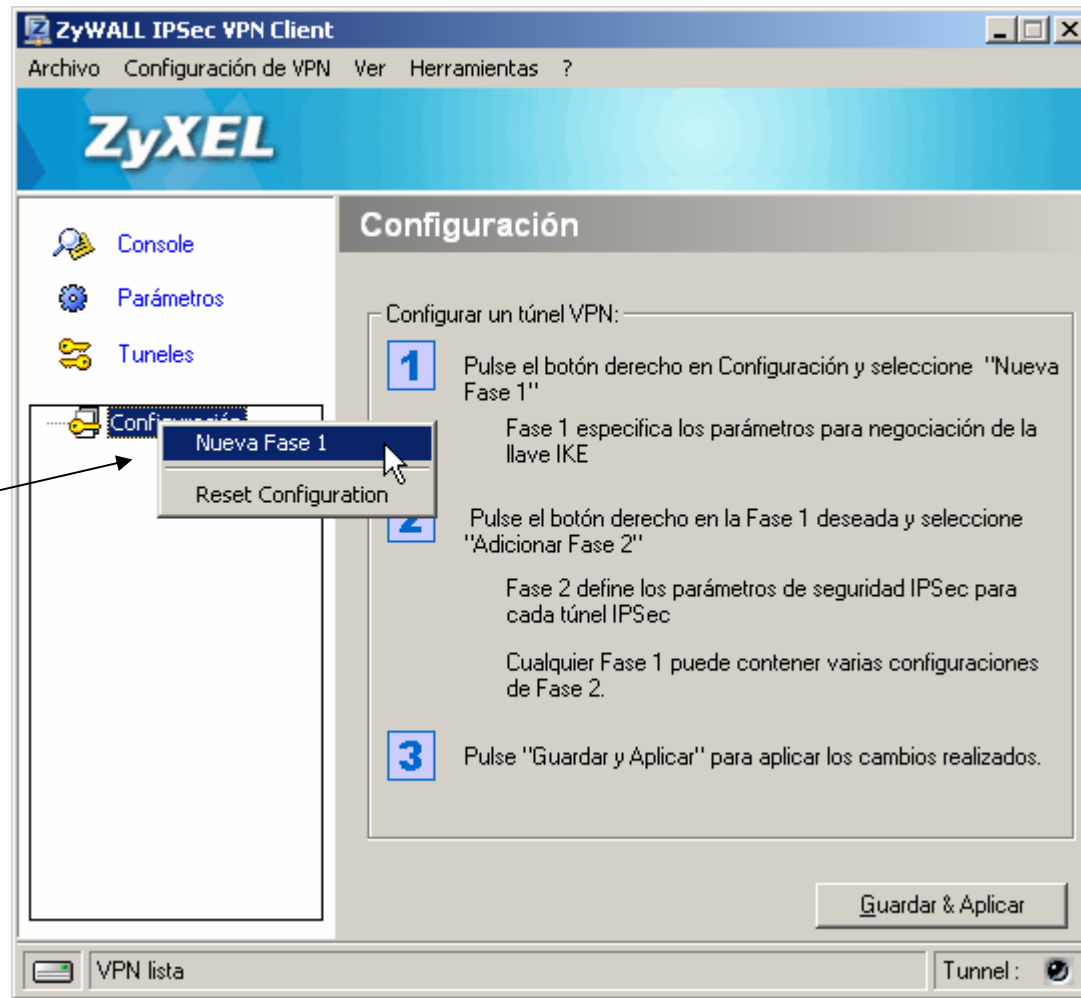 ZyWALL IPSec VPN Client
Archivo Configuración de VPN Ver Herramientas ?
ZyXEL
Console
Parámetros
Tuneles
Configuración
Nueva Fase 1
Reset Configuration
Configuración
Configurar un túnel VPN:
1 Pulse el botón derecho en Configuración y seleccione "Nueva
Fase 1"
Fase 1 especifica los parámetros para negociación de la
llave IKE
2 Pulse el botón derecho en la Fase 1 deseada y seleccione
"Adicionar Fase 2"
Fase 2 define los parámetros de seguridad IPSec para
cada túnel IPSec
Cualquier Fase 1 puede contener varias configuraciones
de Fase 2.
3 Pulse "Guardar y Aplicar" para aplicar los cambios realizados.
Guardar & Aplicar
VPN lista
Tunnel :